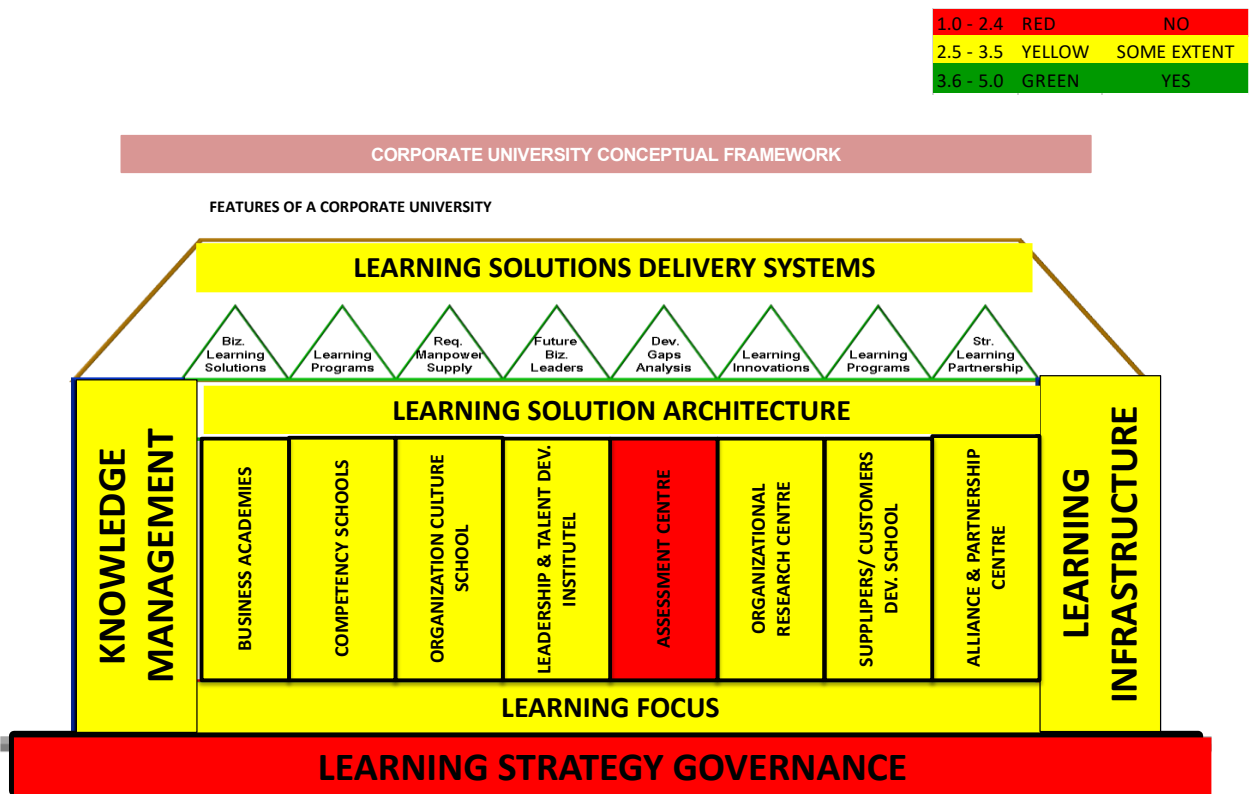 1.0 - 2.4 RED NO
2.5 - 3.5 YELLOW SOME EXTENT
3.6 - 5.0 GREEN YES
CORPORATE UNIVERSITY CONCEPTUAL FRAMEWORK
FEATURES OF A CORPORATE UNIVERSITY
LEARNING SOLUTIONS DELIVERY SYSTEMS
Biz.
Learning
Solutions
Learning
Programs
Req.
Manpower
Supply
Future
Biz.
Leaders
Dev.
Gaps
Analysis
Learning
Innovations
Learning
Programs
Str.
Learning
Partnership
LEARNING SOLUTION ARCHITECTURE
KNOWLEDGE
MANAGEMENT
BUSINESS ACADEMIES
COMPETENCY SCHOOLS
ORGANIZATION CULTURE
SCHOOL
LEADERSHIP & TALENT DEV.
INSTITUTEL
ASSESSMENT CENTRE
ORGANIZATIONAL
RESEARCH CENTRE
SUPPLIPERS/ CUSTOMERS
DEV. SCHOOL
ALLIANCE & PARTNERSHIP
CENTRE
LEARNING
INFRASTRUCTURE
LEARNING FOCUS
LEARNING STRATEGY GOVERNANCE